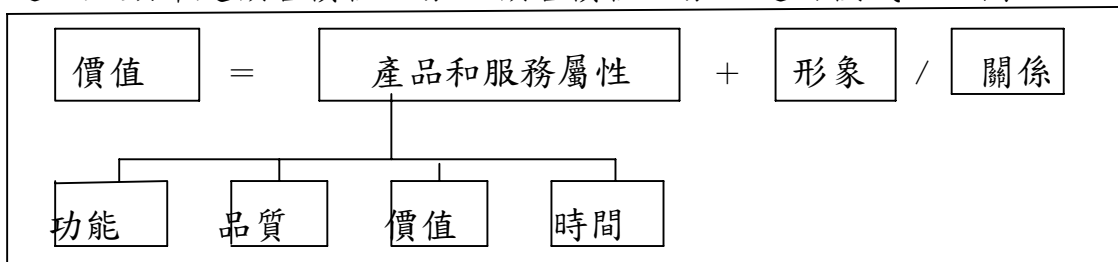 價值 = 產品和服務屬性 + 形象 / 關係
功能 品質 價值 時間